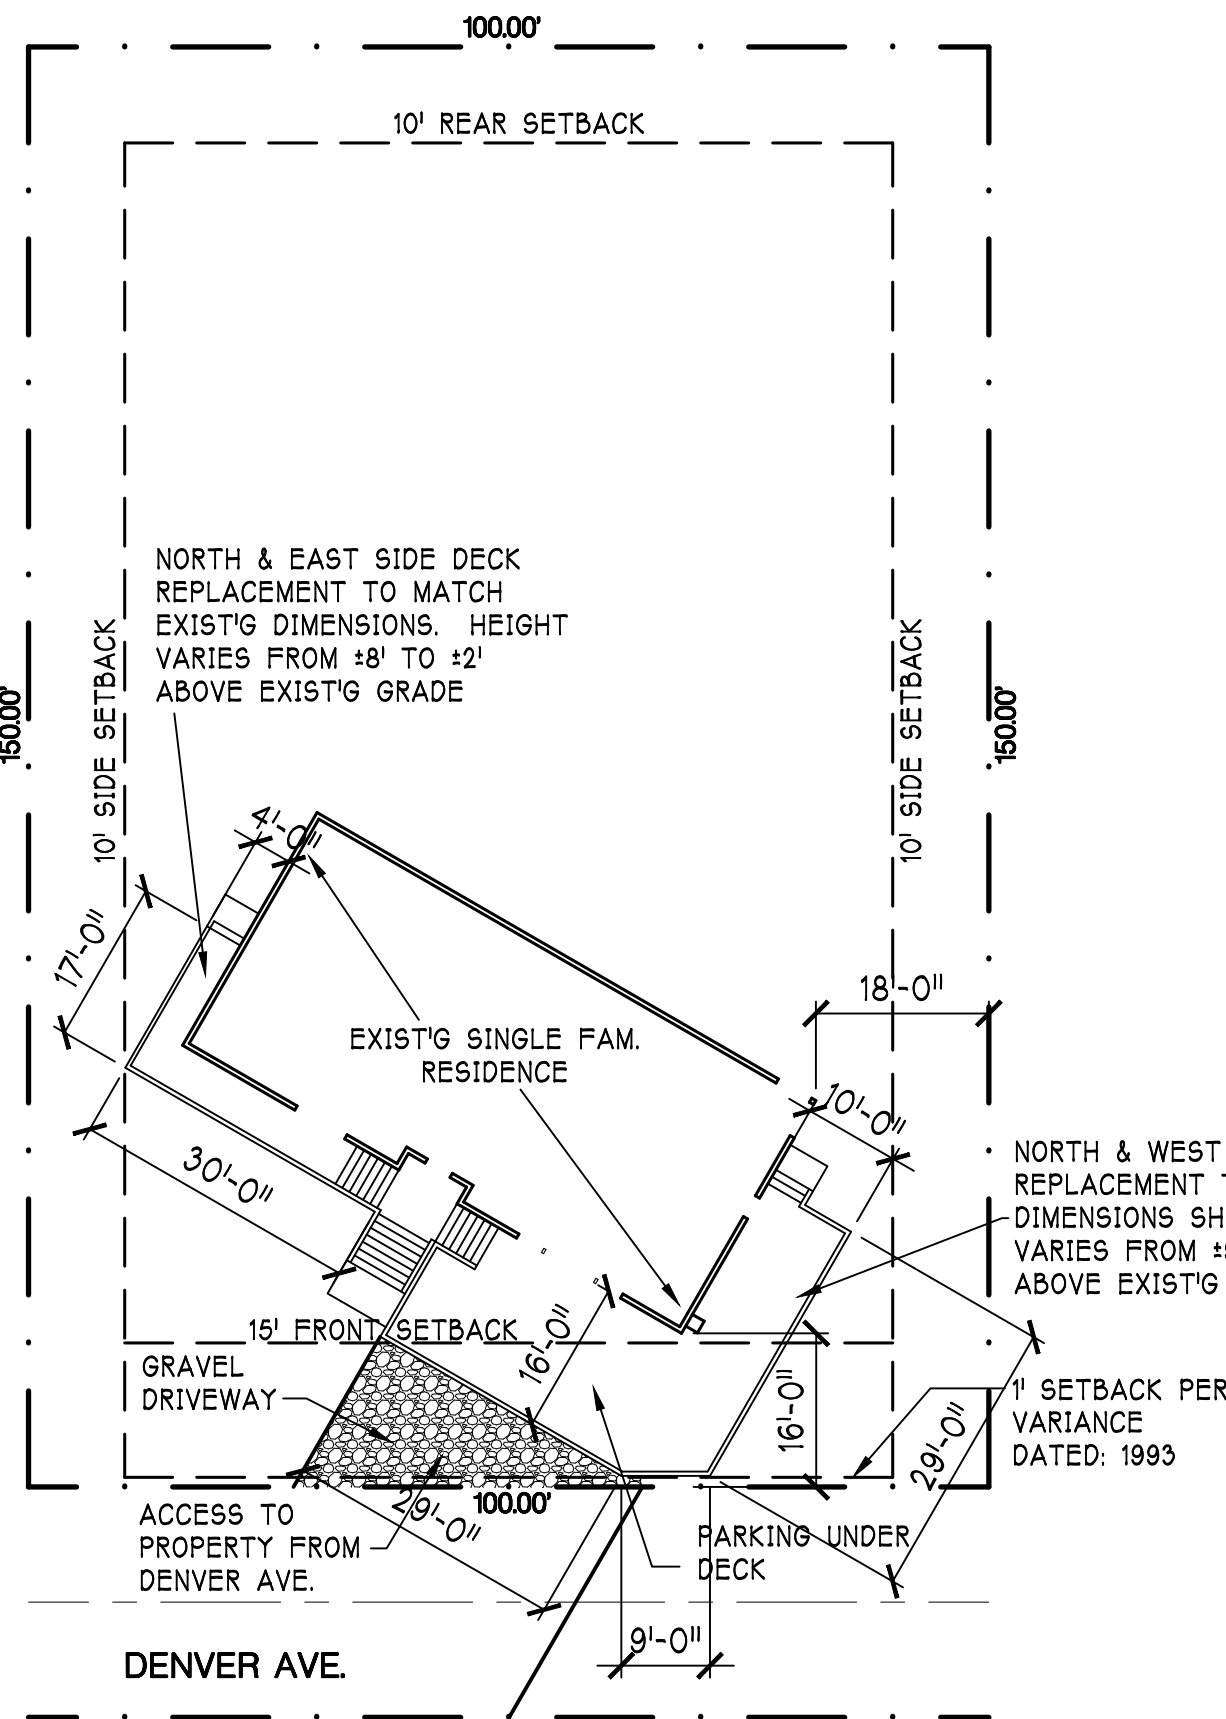 100.00'
10' REAR SETBACK
NORTH & EAST SIDE DECK
REPLACEMENT TO MATCH
EXIST'G DIMENSIONS. HEIGHT
VARIES FROM ±8' TO ±2'
ABOVE EXIST'G GRADE
10' SIDE SETBACK
10' SIDE SETBACK
150.00'
150.00'
4'-0"
17'-0"
18'-0"
EXIST'G SINGLE FAM.
RESIDENCE
10'-0"
30'-0"
NORTH & WEST
REPLACEMENT
DIMENSIONS
VARIES FROM
ABOVE EXIST'G
15' FRONT SETBACK
16'-0"
GRAVEL
DRIVEWAY
16'-0"
1' SETBACK PER
VARIANCE
DATED: 1993
29'-0"
100.00'
29'-0"
ACCESS TO
PROPERTY FROM
DENVER AVE.
PARKING UNDER
DECK
9'-0"
DENVER AVE.